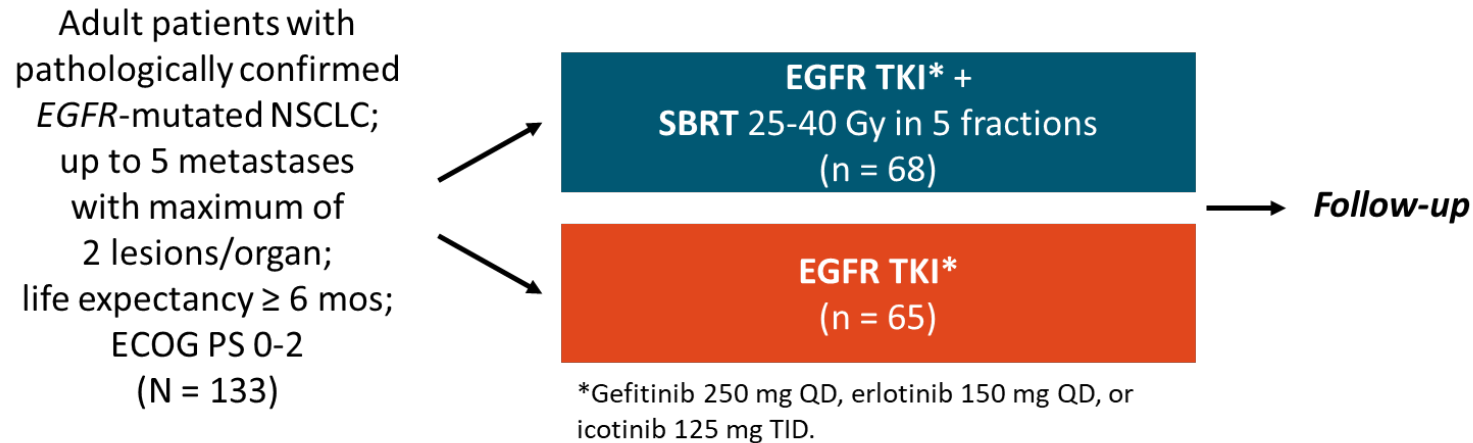 Adult patients with
pathologically confirmed
EGFR-mutated NSCLC;
up to 5 metastases
with maximum of
2 lesions/organ;
life expectancy ≥ 6 mos;
ECOG PS 0-2
(N = 133)
EGFR TKI* +
SBRT 25-40 Gy in 5 fractions
(n = 68)
EGFR TKI*
(n = 65)
*Gefitinib 250 mg QD, erlotinib 150 mg QD, or
icotinib 125 mg TID.
Follow-up